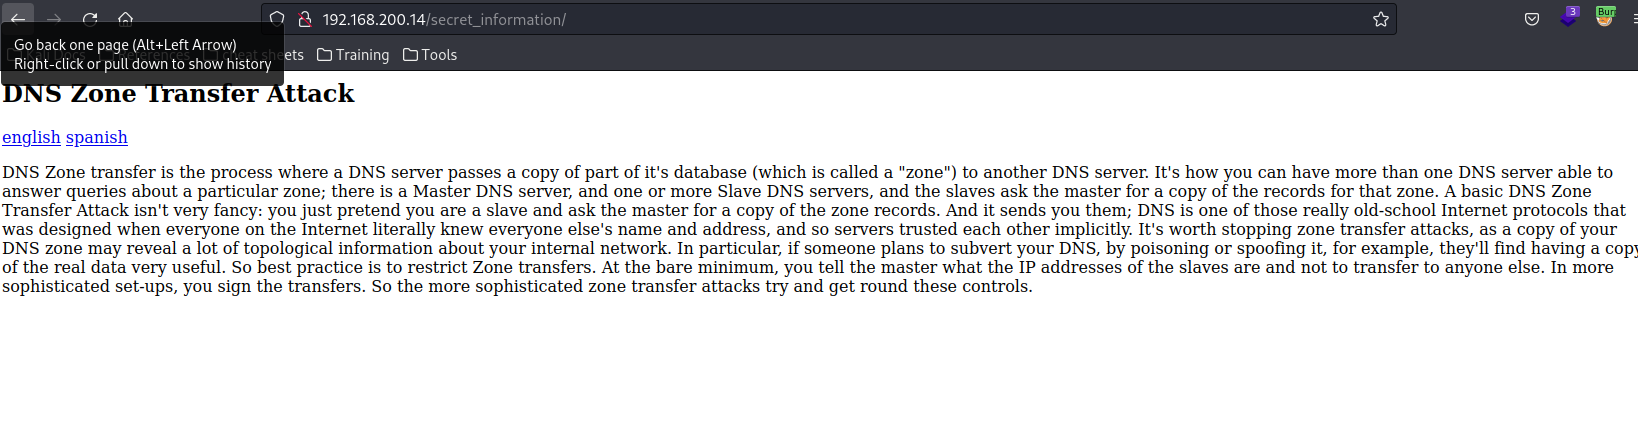 192.168.200.14/secret_information/
3
Bur
Go back one page (Alt+Left Arrow)
Right-click or pull down to show history
sheets
Training
Tools
DNS Zone Transfer Attack
english spanish
DNS Zone transfer is the process where a DNS server passes a copy of part of it's database (which is called a "zone") to another DNS server. It's how you can have more than one DNS server able to
answer queries about a particular zone; there is a Master DNS server, and one or more Slave DNS servers, and the slaves ask the master for a copy of the records for that zone. A basic DNS Zone
Transfer Attack isn't very fancy: you just pretend you are a slave and ask the master for a copy of the zone records. And it sends you them; DNS is one of those really old-school Internet protocols that
was designed when everyone on the Internet literally knew everyone else's name and address, and so servers trusted each other implicitly. It's worth stopping zone transfer attacks, as a copy of your
DNS zone may reveal a lot of topological information about your internal network. In particular, if someone plans to subvert your DNS, by poisoning or spoofing it, for example, they'll find having a copy
of the real data very useful. So best practice is to restrict Zone transfers. At the bare minimum, you tell the master what the IP addresses of the slaves are and not to transfer to anyone else. In more
sophisticated set-ups, you sign the transfers. So the more sophisticated zone transfer attacks try and get round these controls.